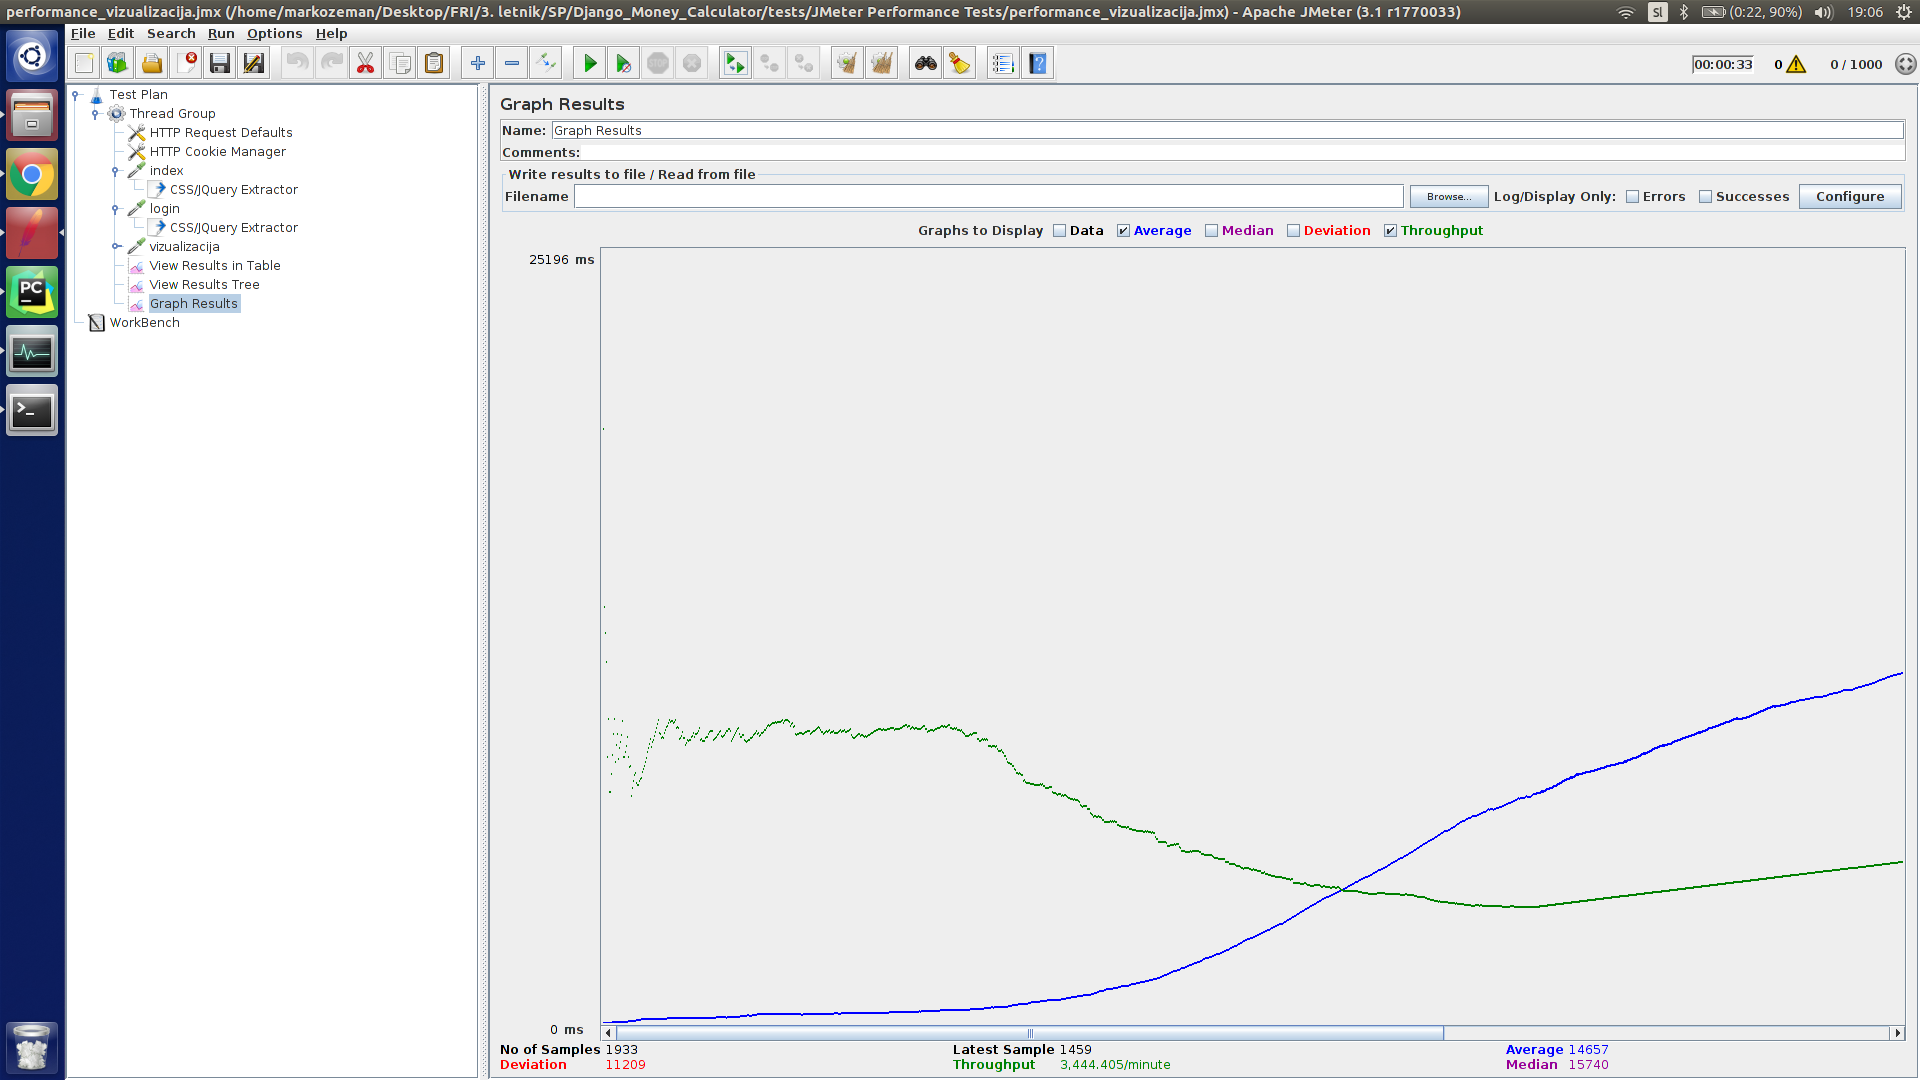 performance_vizualizacija.jmx (/home/markozeman/Desktop/FRI/3. letnik/SP/Django_Money_Calculator/tests/JMeter Performance Tests/performance_vizualizacija.jmx) - Apache JMeter (3.1 r1770033)
Sl (0:22, 90%) 19:06
File Edit Search Run Options Help
STOP
00:00:33 0 0 / 1000
Test Plan
Thread Group
HTTP Request Defaults
HTTP Cookie Manager
index
CSS/JQuery Extractor
login
CSS/JQuery Extractor
vizualizacija
View Results in Table
View Results Tree
Graph Results
WorkBench
PC
Graph Results
Name: Graph Results
Comments:
Write results to file / Read from file
Filename Browse... Log/Display Only: Errors Successes Configure
Graphs to Display Data Average Median Deviation Throughput
25196 ms
0 ms
No of Samples 1933 Latest Sample 1459 Average 14657
Deviation 11209 Throughput 3,444.405/minute Median 15740